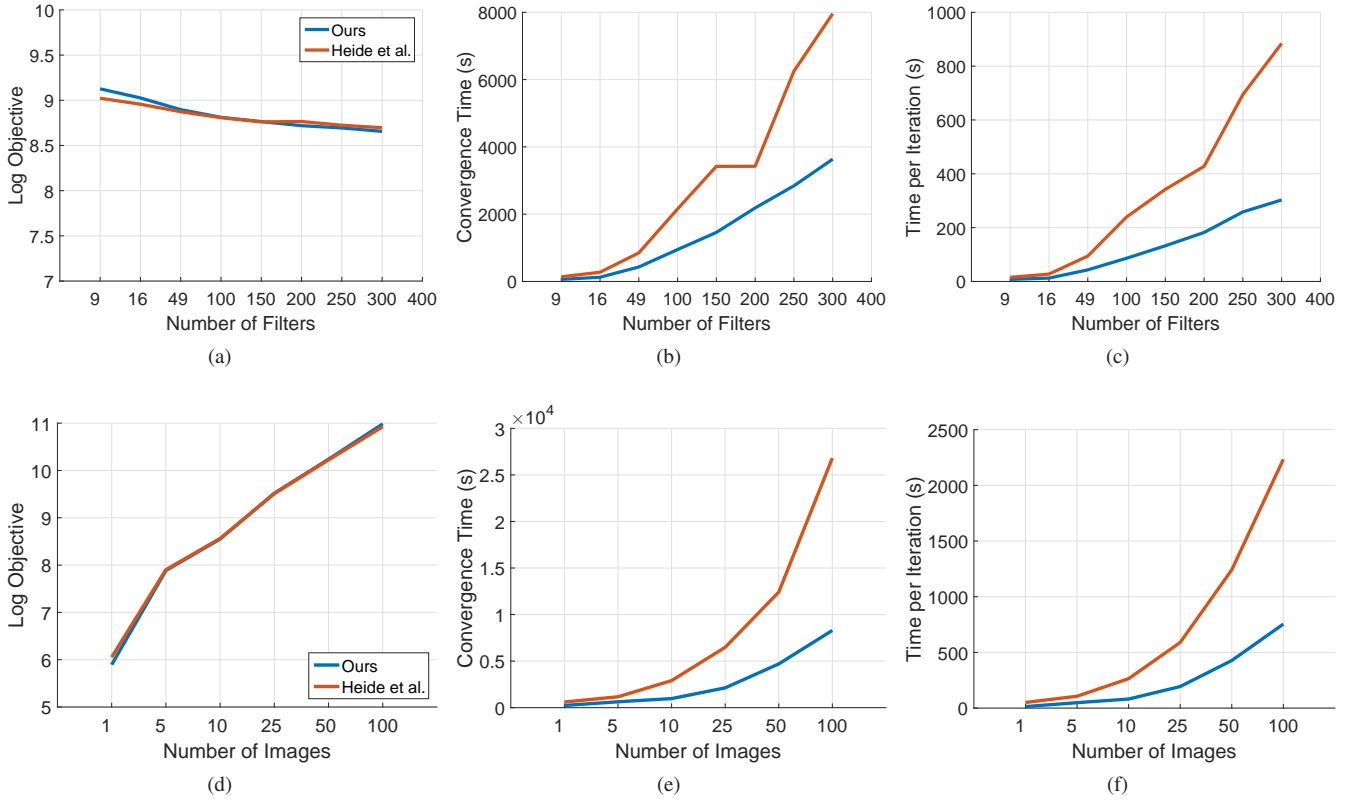 10
9.5
9
8.5
8
7.5
7
Log Objective
Ours
Heide et al.
9 16 49 100 150 200 250 300 400
Number of Filters
(a)
8000
6000
4000
2000
0
Convergence Time (s)
9 16 49 100 150 200 250 300 400
Number of Filters
(b)
1000
800
600
400
200
0
Time per Iteration (s)
9 16 49 100 150 200 250 300 400
Number of Filters
(c)
11
10
9
8
7
6
5
Log Objective
Ours
Heide et al.
1 5 10 25 50 100
Number of Images
(d)
×10⁴
3
2.5
2
1.5
1
0.5
0
Convergence Time (s)
1 5 10 25 50 100
Number of Images
(e)
2500
2000
1500
1000
500
0
Time per Iteration (s)
1 5 10 25 50 100
Number of Images
(f)